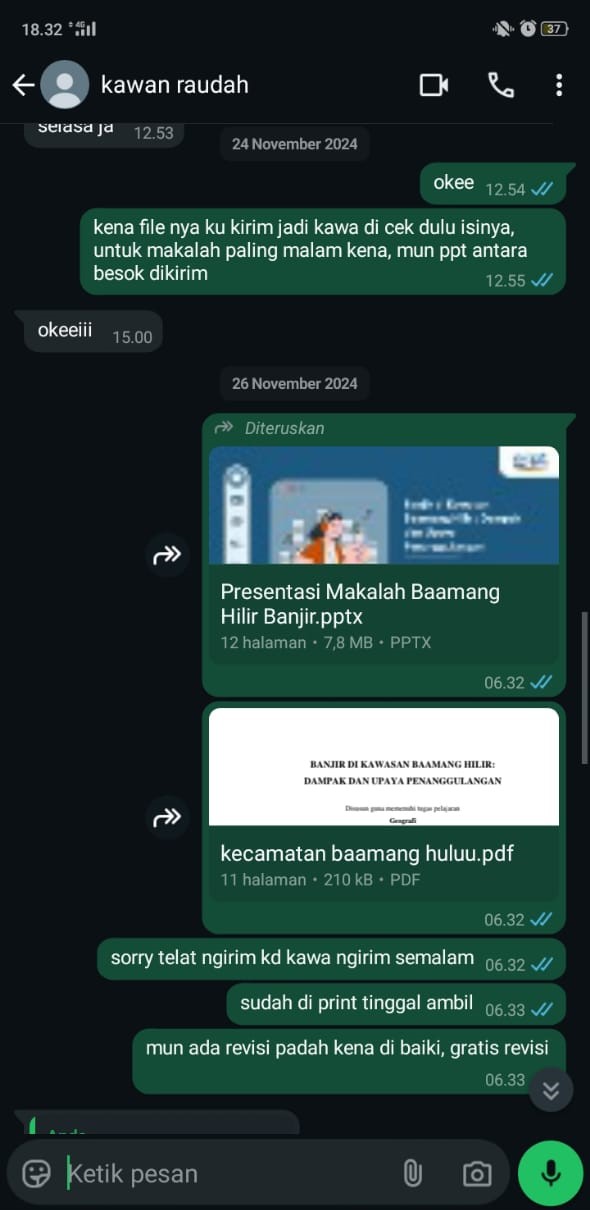 18.32 4G 37
kawan raudah
selasa ja 12.53
24 November 2024
okee 12.54
kena file nya ku kirim jadi kawa di cek dulu isinya,
untuk makalah paling malam kena, mun ppt antara
besok dikirim 12.55
okeeiii 15.00
26 November 2024
Diteruskan
Presentasi Makalah Baamang
Hilir Banjir.pptx
12 halaman • 7,8 MB • PPTX
06.32
BANJIR DI KAWASAN BAAMANG HILIR:
DAMPAK DAN UPAYA PENANGGULANGAN
Disusun guna memenuhi tugas pelajaran
Geografi
kecamatan baamang huluu.pdf
11 halaman • 210 kB • PDF
06.32
sorry telat ngirim kd kawa ngirim semalam 06.32
sudah di print tinggal ambil 06.33
mun ada revisi padah kena di baiki, gratis revisi
06.33
Ketik pesan